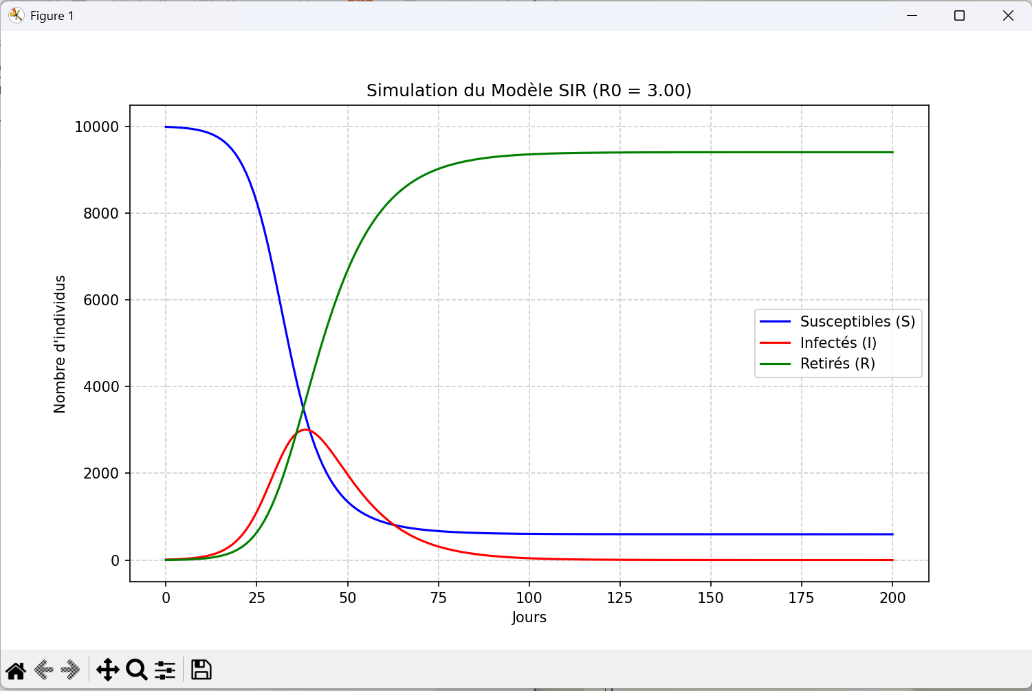 Figure 1
Simulation du Modèle SIR (R0 = 3.00)
10000
8000
6000
4000
2000
0
Nombre d'individus
Susceptibles (S)
Infectés (I)
Retirés (R)
0 25 50 75 100 125 150 175 200
Jours